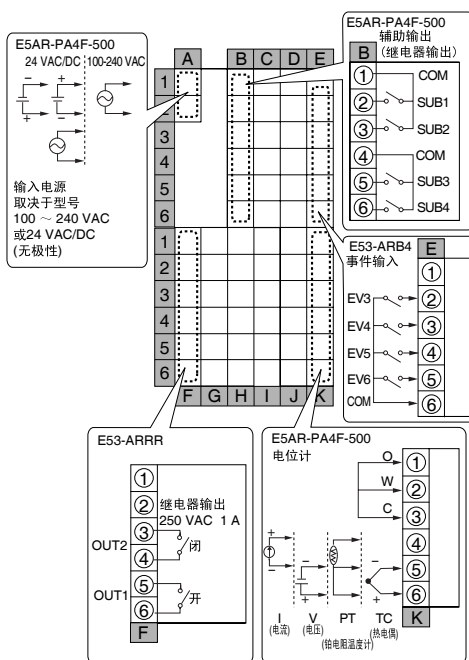 E5AR-PA4F-500
24 VAC/DC 100-240 VAC
− + 
+ −
输入电源
取决于型号
100 ～ 240 VAC
或24 VAC/DC
(无极性)
A B C D E
1
2
3
4
5
6
1
2
3
4
5
6
F G H I J K
E5AR-PA4F-500
辅助输出
(继电器输出)
B
① COM
② SUB1
③ SUB2
④ COM
⑤ SUB3
⑥ SUB4
E53-ARB4
事件输入
E
①
EV3 ②
EV4 ③
EV5 ④
EV6 ⑤
COM ⑥
E53-ARRR
①
②
继电器输出
250 VAC 1 A
OUT2
③
④
闭
OUT1
⑤
⑥
开
F
E5AR-PA4F-500
电位计
O ①
W ②
C ③
④
⑤
⑥
K
+ − − +
− +
I V PT TC
(电流) (电压) (铂电阻温度计) (热电偶)